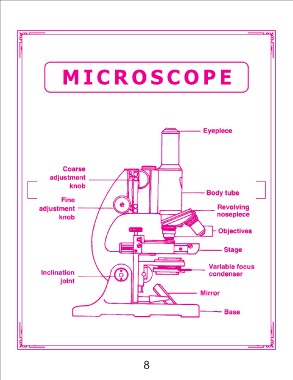 MICROSCOPE
Eyepiece
Coarse
adjustment
knob
Body tube
Fine
adjustment
knob
Revolving
nosepiece
Objectives
Stage
Variable focus
condenser
Inclination
joint
Mirror
Base
8